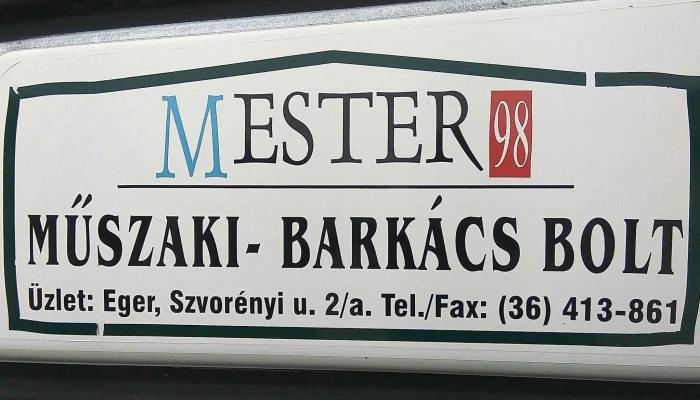 MESTER 98
MŰSZAKI- BARKÁCS BOLT
Üzlet: Eger, Szvorényi u. 2/a. Tel./Fax: (36) 413-861